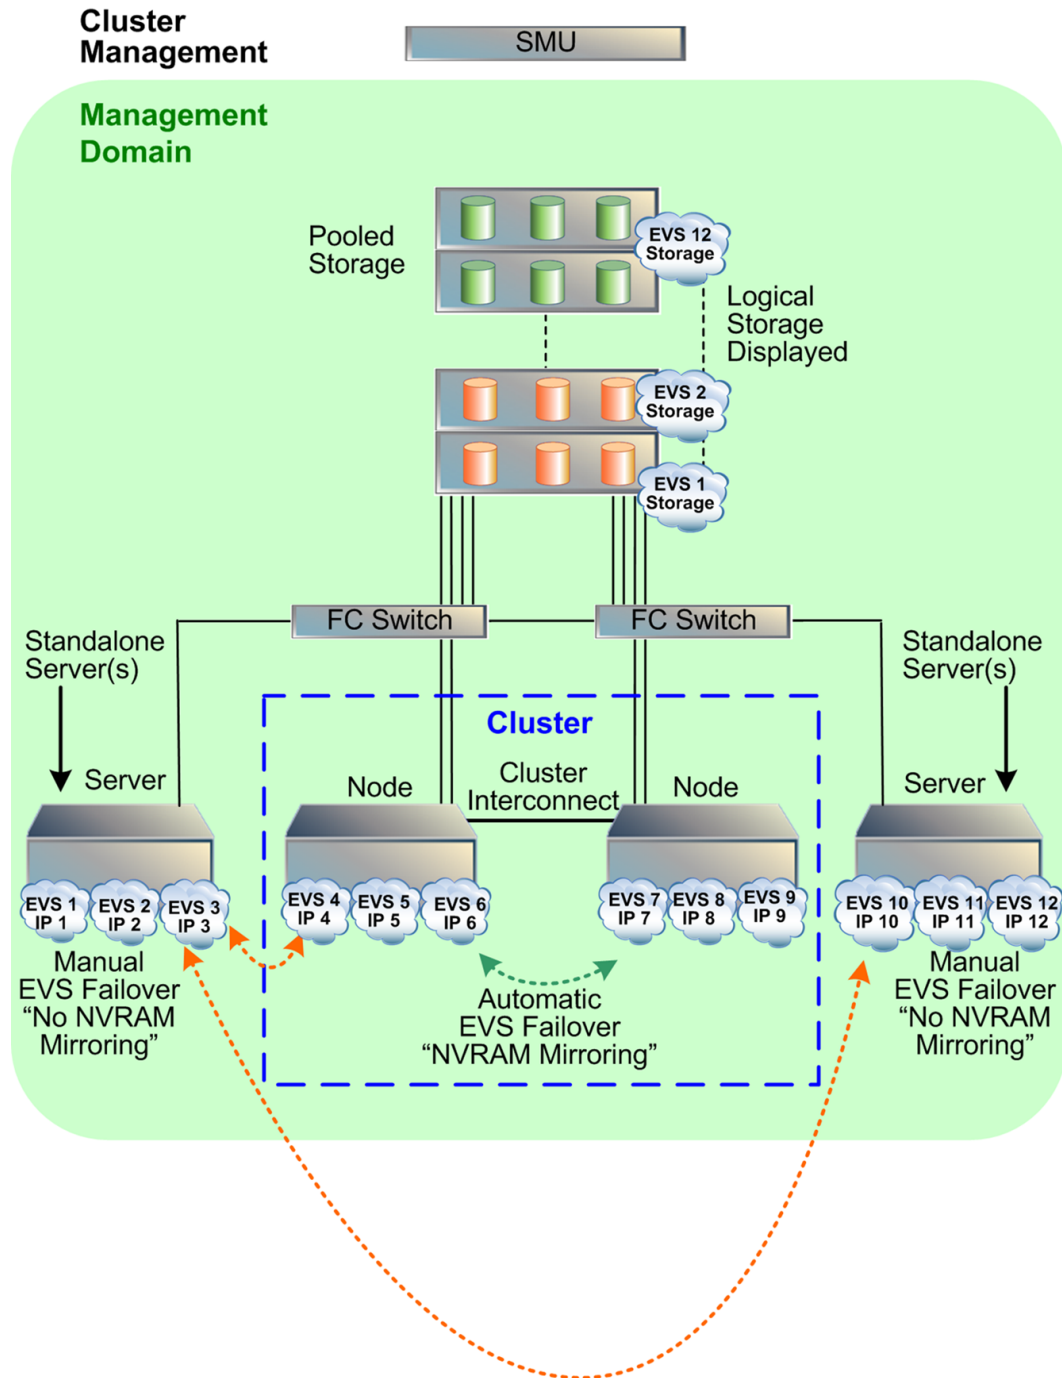 Cluster
Management
SMU
Management
Domain
Pooled
Storage
EVS 12
Storage
Logical
Storage
Displayed
EVS 2
Storage
EVS 1
Storage
FC Switch
FC Switch
Standalone
Server(s)
Standalone
Server(s)
Cluster
Server
Node
Cluster
Interconnect
Node
Server
EVS 1
IP 1
EVS 2
IP 2
EVS 3
IP 3
EVS 4
IP 4
EVS 5
IP 5
EVS 6
IP 6
EVS 7
IP 7
EVS 8
IP 8
EVS 9
IP 9
EVS 10
IP 10
EVS 11
IP 11
EVS 12
IP 12
Manual
EVS Failover
“No NVRAM
Mirroring”
Automatic
EVS Failover
“NVRAM Mirroring”
Manual
EVS Failover
“No NVRAM
Mirroring”